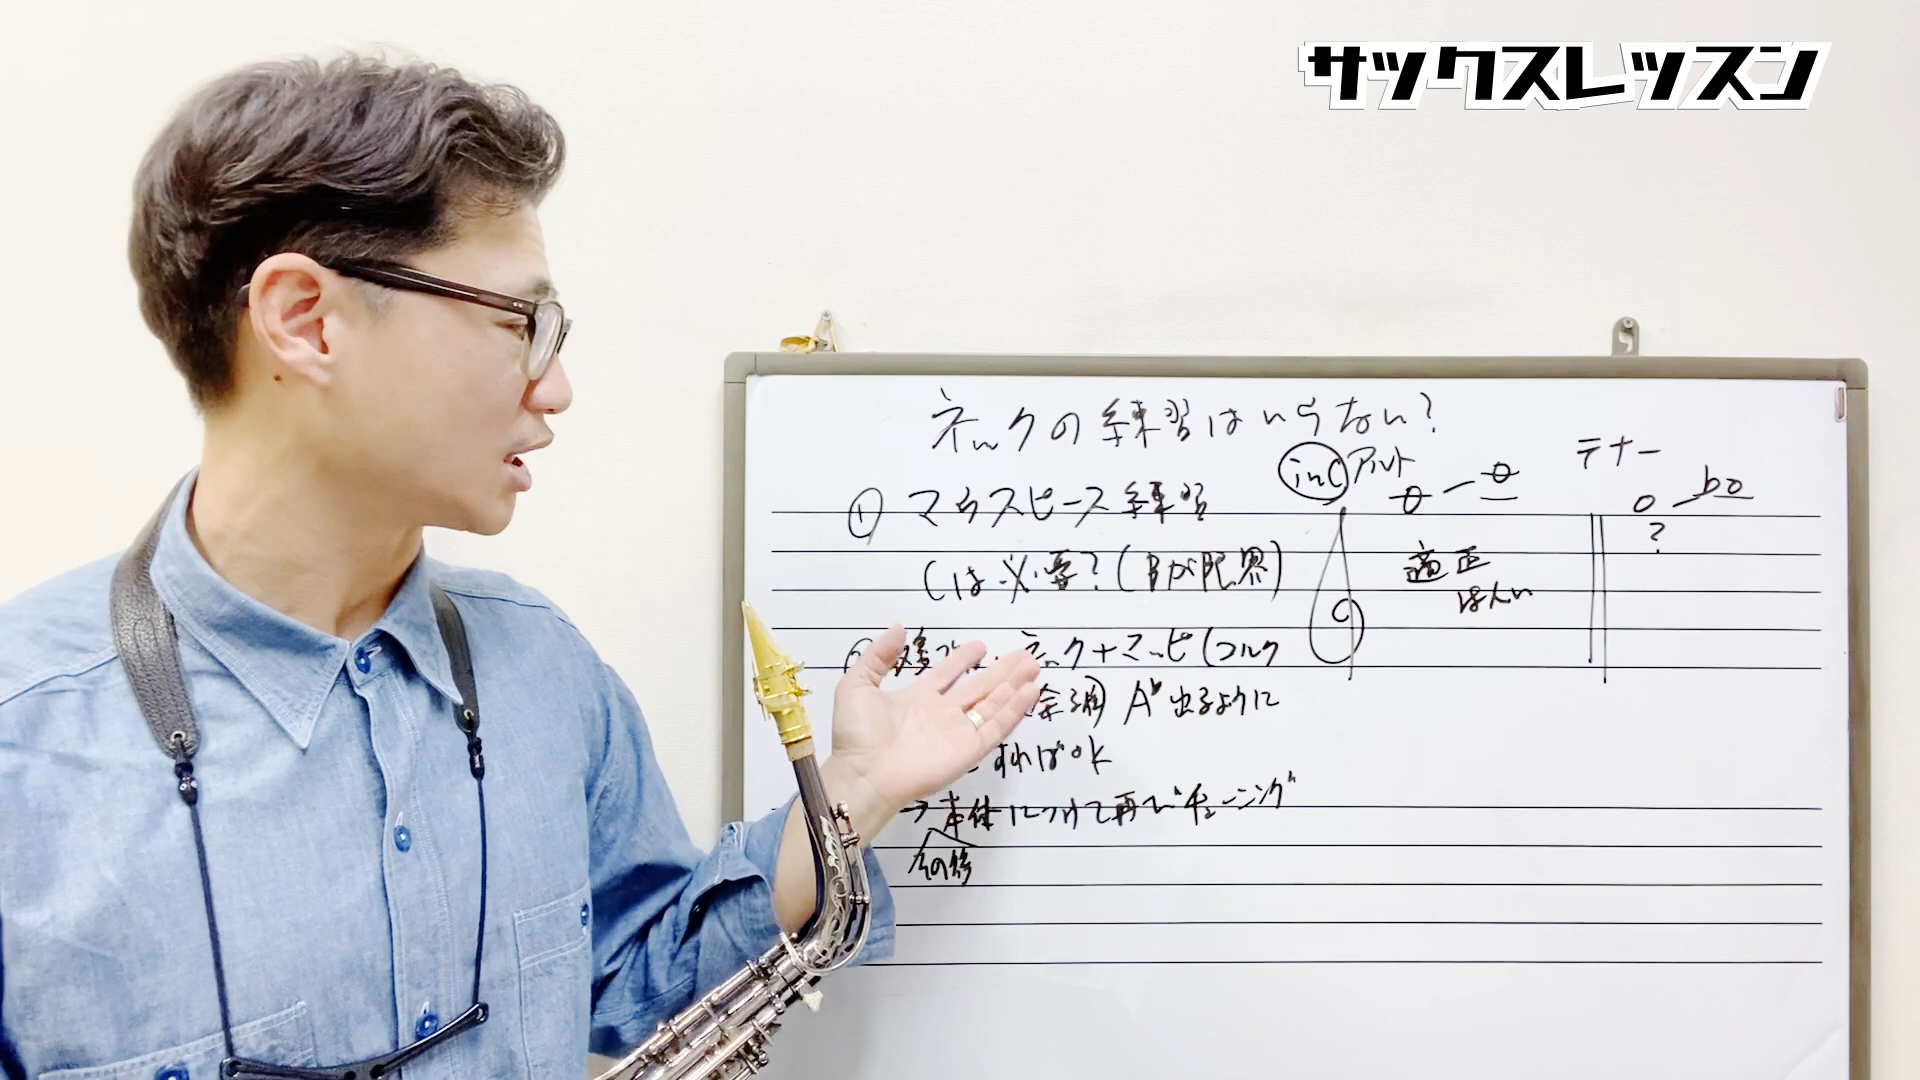 サックスレッスン
ネックの練習はいらない?
inC アルト
テナー
① マウスピース練習
Cは必要?(Bが限界)
?
適正
はんい
ネック+マッピ(コルク
A♭出るように
すればok
→本体につけて再びチューニング
その後